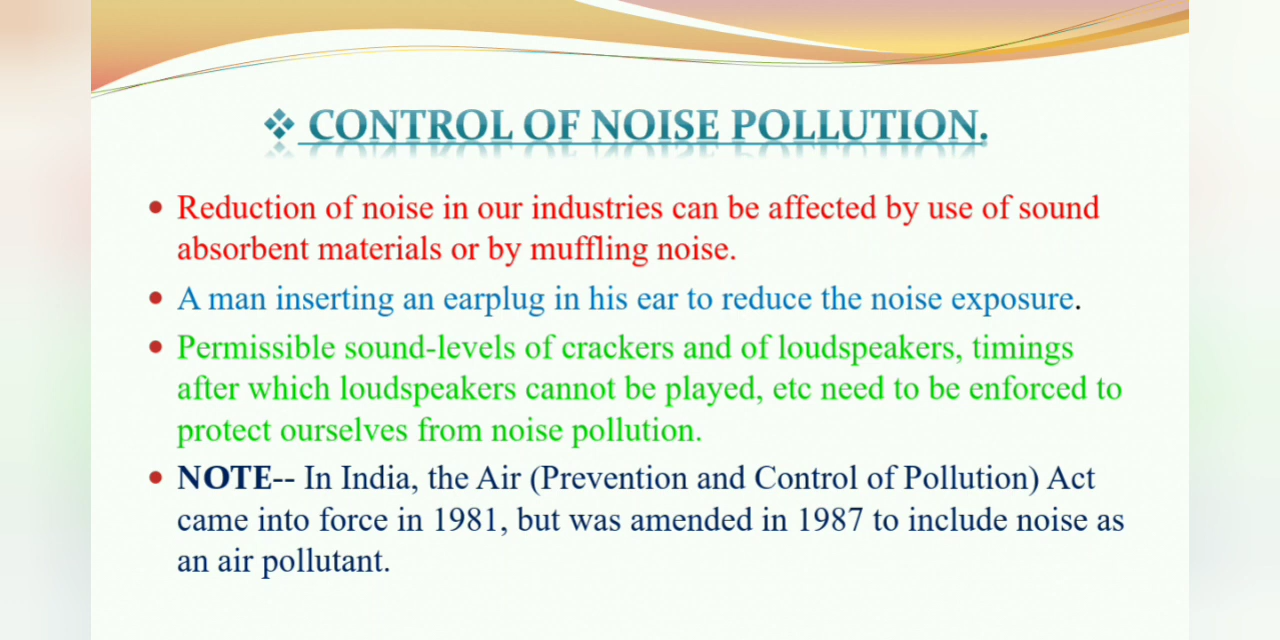 ❖ CONTROL OF NOISE POLLUTION.
• Reduction of noise in our industries can be affected by use of sound
absorbent materials or by muffling noise.
• A man inserting an earplug in his ear to reduce the noise exposure.
• Permissible sound-levels of crackers and of loudspeakers, timings
after which loudspeakers cannot be played, etc need to be enforced to
protect ourselves from noise pollution.
• NOTE-- In India, the Air (Prevention and Control of Pollution) Act
came into force in 1981, but was amended in 1987 to include noise as
an air pollutant.